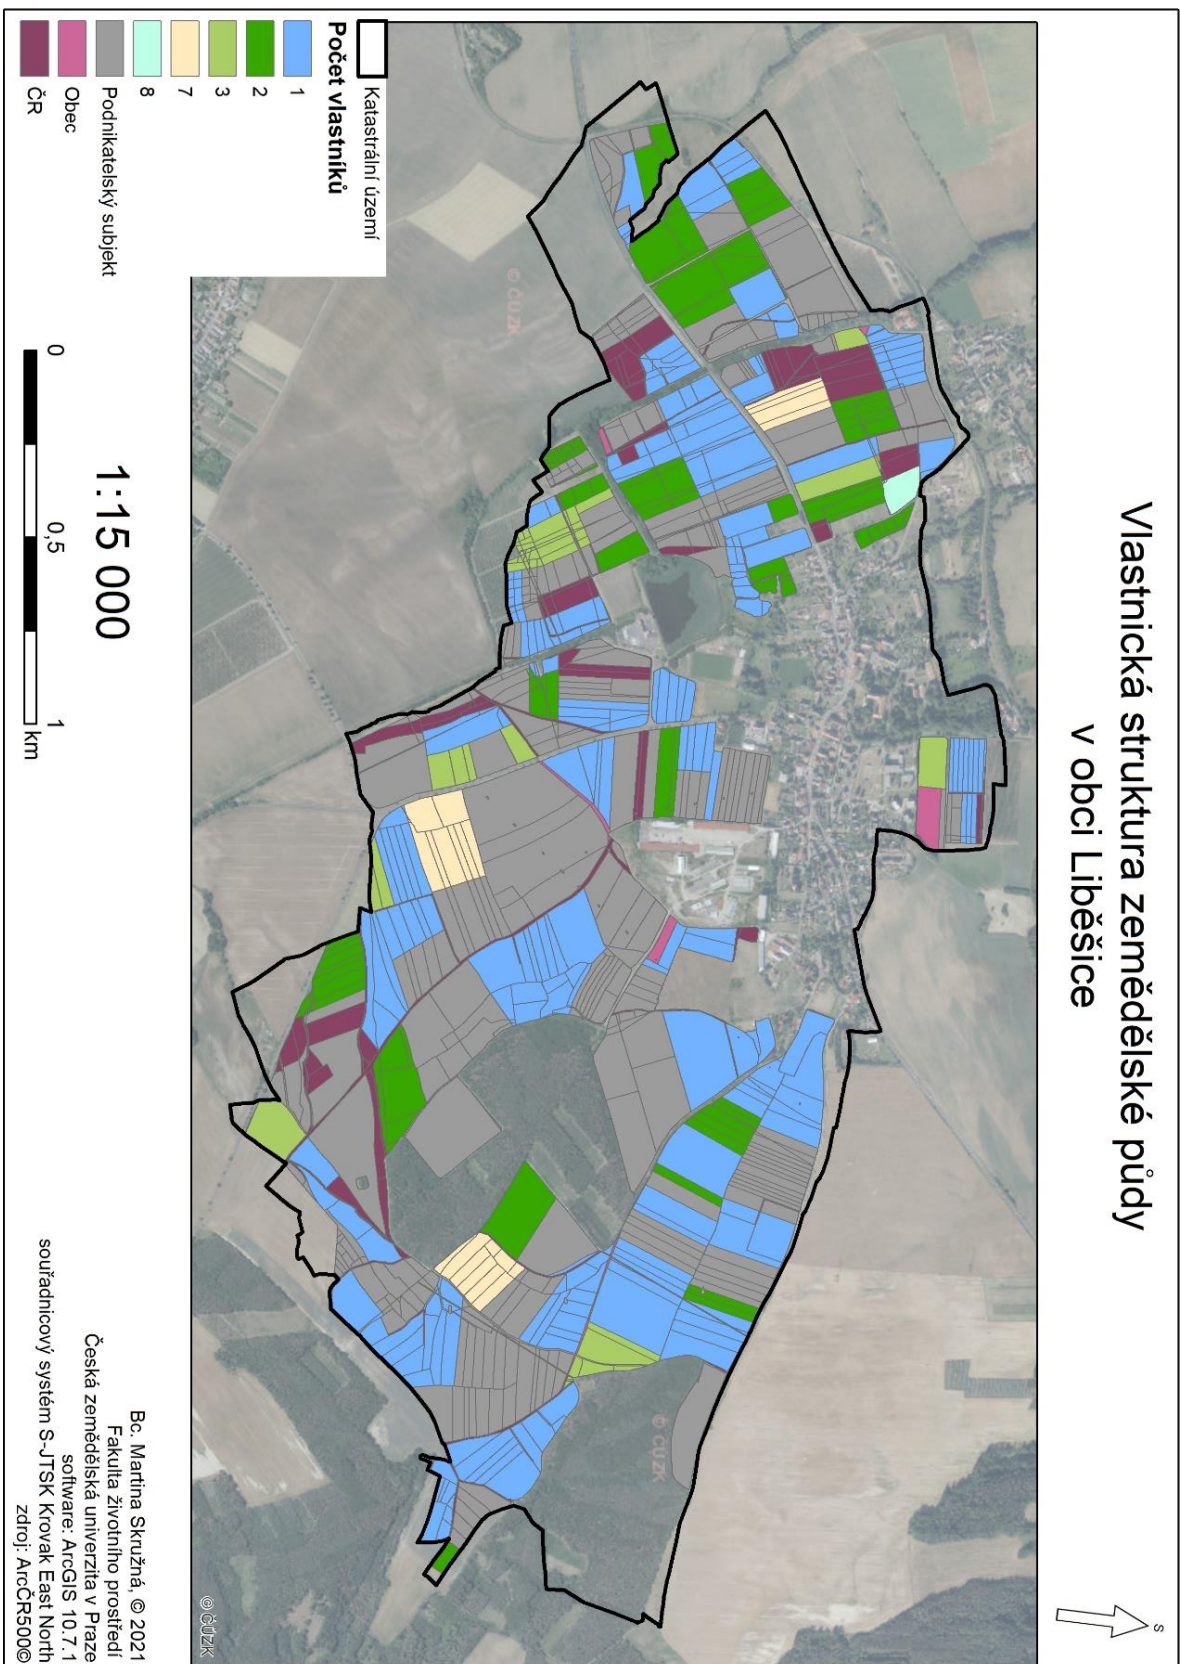 Vlastnická struktura zemědělské půdy
v obci Liběšice
S
Katastrální území
Počet vlastníků
1
2
3
7
8
Podnikatelský subjekt
Obec
ČR
© ČÚZK
© ČÚZK
© ČÚZK
1:15 000
0
0,5
1
km
Bc. Martina Skružná, © 2021
Fakulta životního prostředí
Česká zemědělská univerzita v Praze
software: ArcGIS 10.7.1
souřadnicový systém S-JTSK Krovak East North
zdroj: ArcČR500©